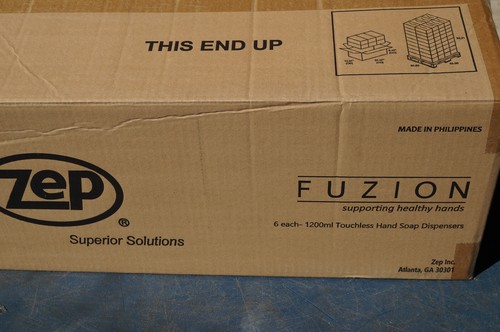 THIS END UP
MADE IN PHILIPPINES
Zep
®
Superior Solutions
FUZION
supporting healthy hands
6 each- 1200ml Touchless Hand Soap Dispensers
Zep Inc.
Atlanta, GA 30301